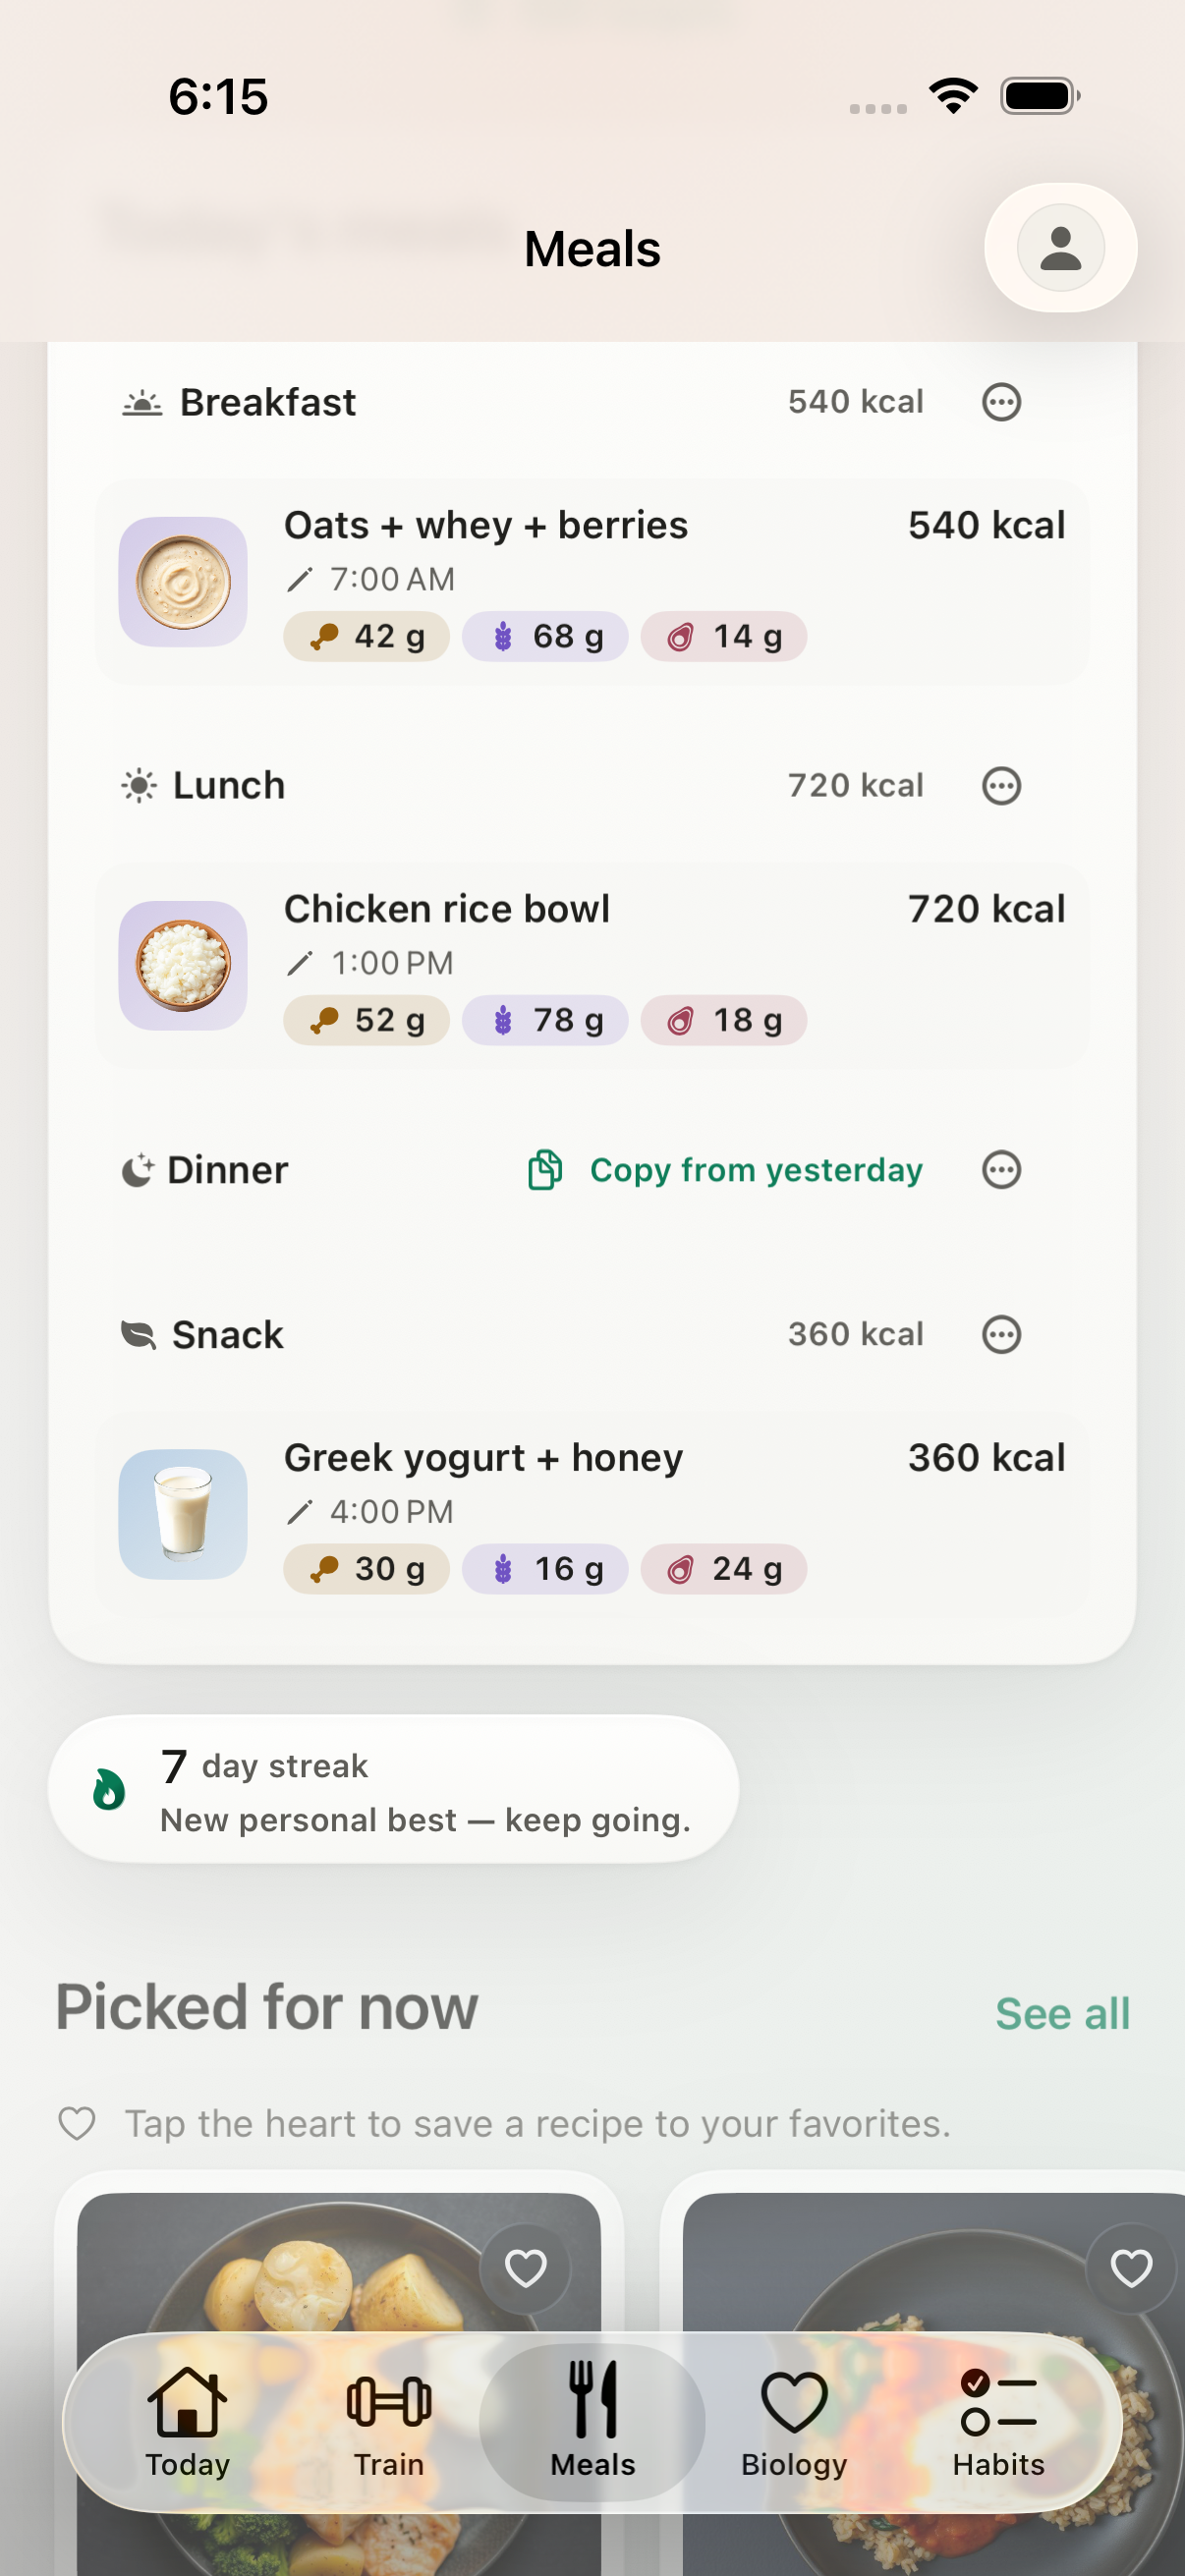 6:15
Today's meals
Meals
Breakfast
540 kcal
Oats + whey + berries
540 kcal
7:00 AM
42 g
68 g
14 g
Lunch
720 kcal
Chicken rice bowl
720 kcal
1:00 PM
52 g
78 g
18 g
Dinner
Copy from yesterday
Snack
360 kcal
Greek yogurt + honey
360 kcal
4:00 PM
30 g
16 g
24 g
7 day streak
New personal best — keep going.
Picked for now
See all
Tap the heart to save a recipe to your favorites.
Today
Train
Meals
Biology
Habits